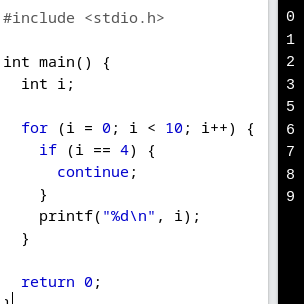 #include <stdio.h>

int main() {
  int i;

  for (i = 0; i < 10; i++) {
    if (i == 4) {
      continue;
    }
    printf("%d\n", i);
  }

  return 0;
}
0
1
2
3
5
6
7
8
9